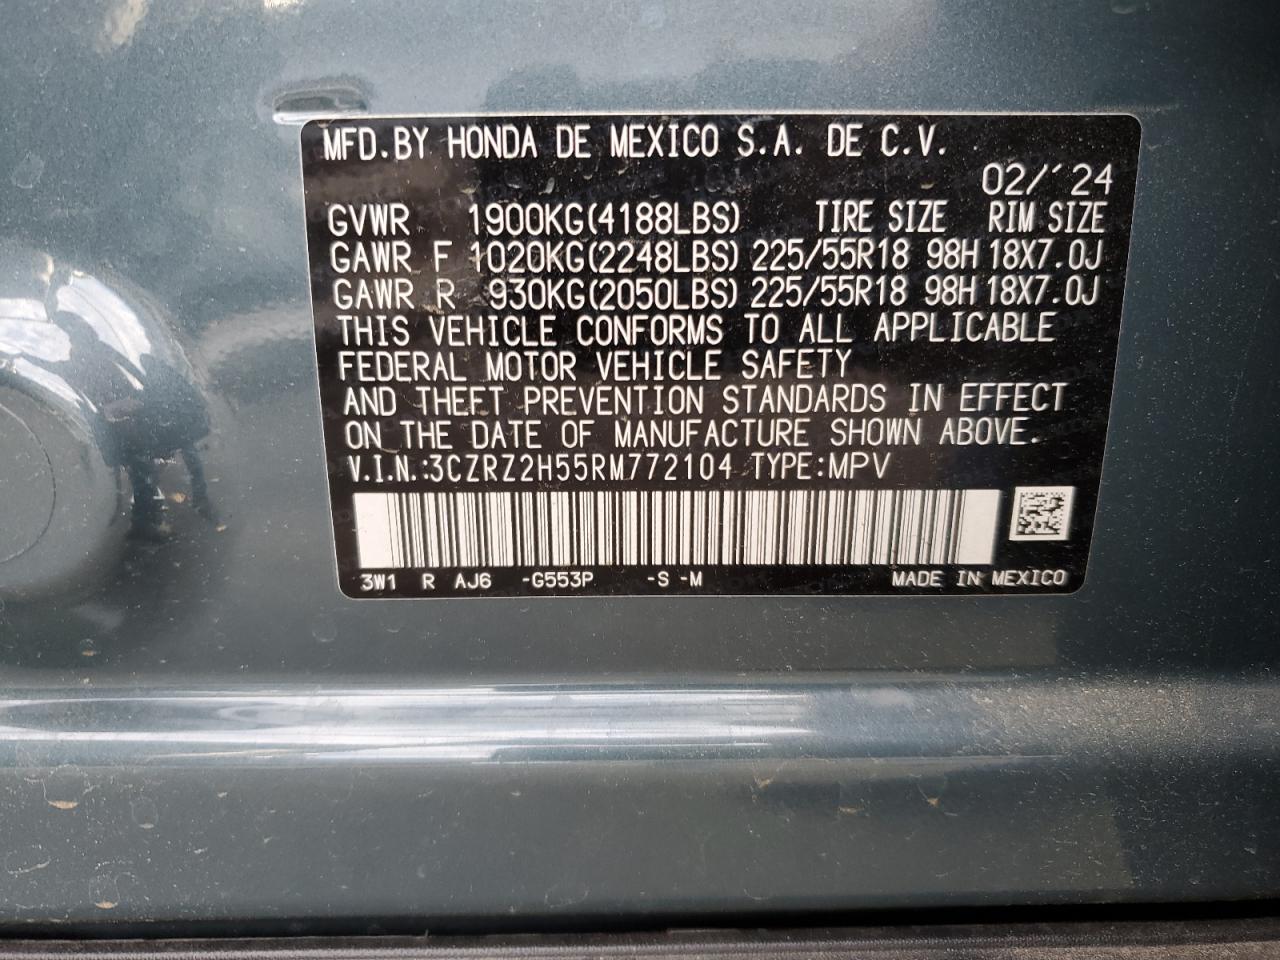 MFD.BY HONDA DE MEXICO S.A. DE C.V.
02/'24
GVWR 1900KG(4188LBS) TIRE SIZE RIM SIZE
GAWR F 1020KG(2248LBS) 225/55R18 98H 18X7.0J
GAWR R 930KG(2050LBS) 225/55R18 98H 18X7.0J
THIS VEHICLE CONFORMS TO ALL APPLICABLE
FEDERAL MOTOR VEHICLE SAFETY
AND THEFT PREVENTION STANDARDS IN EFFECT
ON THE DATE OF MANUFACTURE SHOWN ABOVE.
V.I.N.:3CZRZ2H55RM772104 TYPE:MPV
3W1 R AJ6 -G553P -S -M MADE IN MEXICO